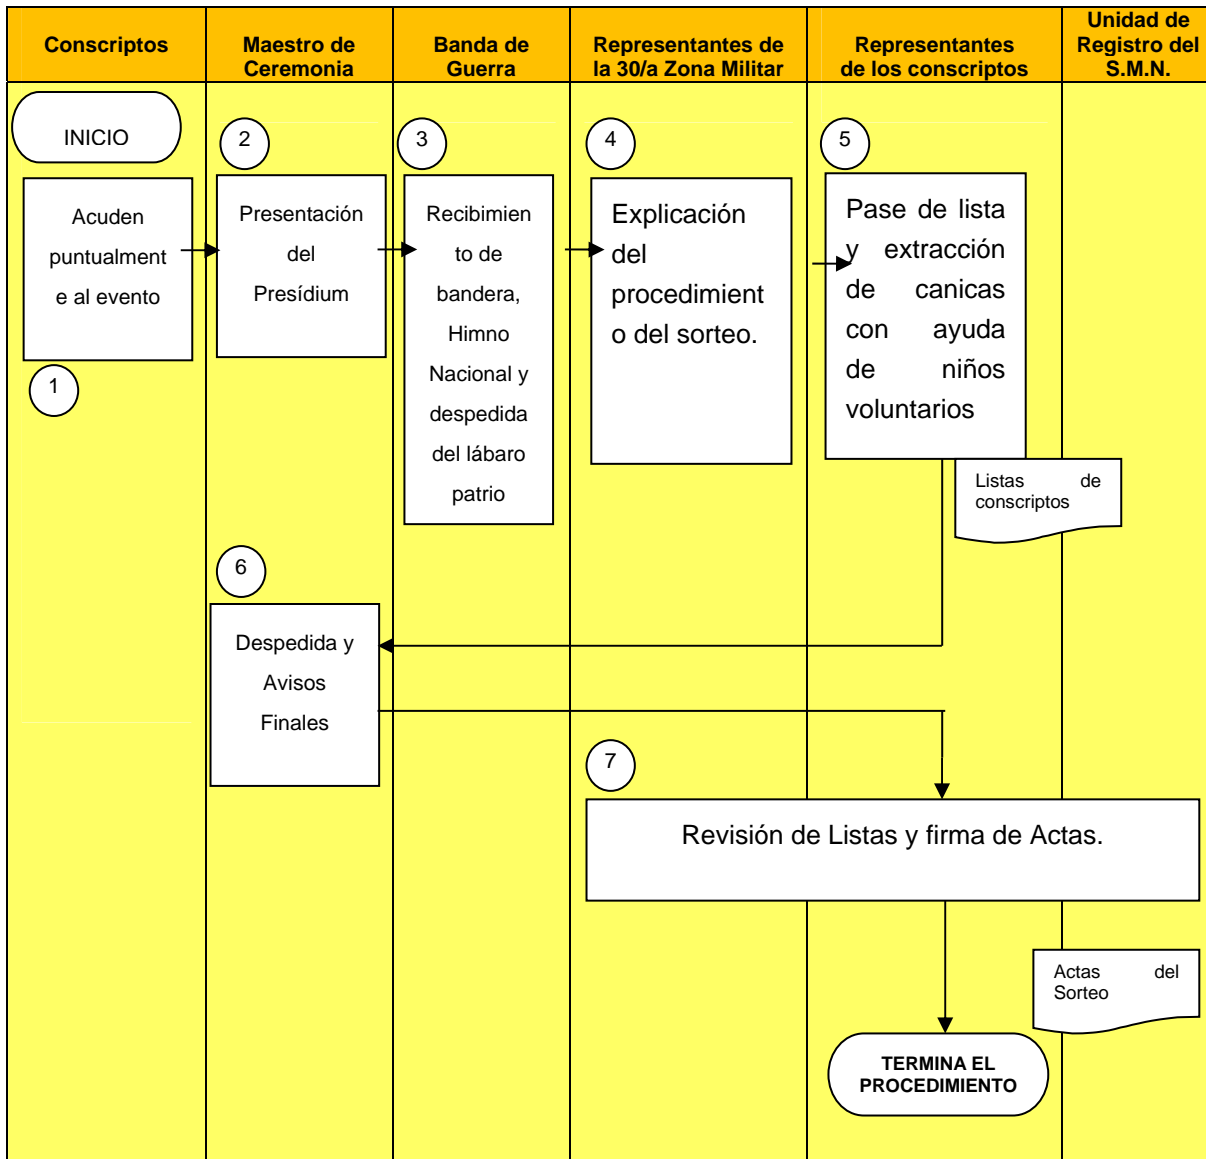 Conscriptos
Maestro de
Ceremonia
Banda de
Guerra
Representantes de
la 30/a Zona Militar
Representantes
de los conscriptos
Unidad de
Registro del
S.M.N.
INICIO
2
3
4
5
Acuden
puntualment
e al evento
1
Presentación
del
Presídium
Recibimien
to de
bandera,
Himno
Nacional y
despedida
del lábaro
patrio
Explicación
del
procedimient
o del sorteo.
Pase de lista
y extracción
de canicas
con ayuda
de niños
voluntarios
Listas de
conscriptos
6
Despedida y
Avisos
Finales
7
Revisión de Listas y firma de Actas.
Actas del
Sorteo
TERMINA EL
PROCEDIMIENTO